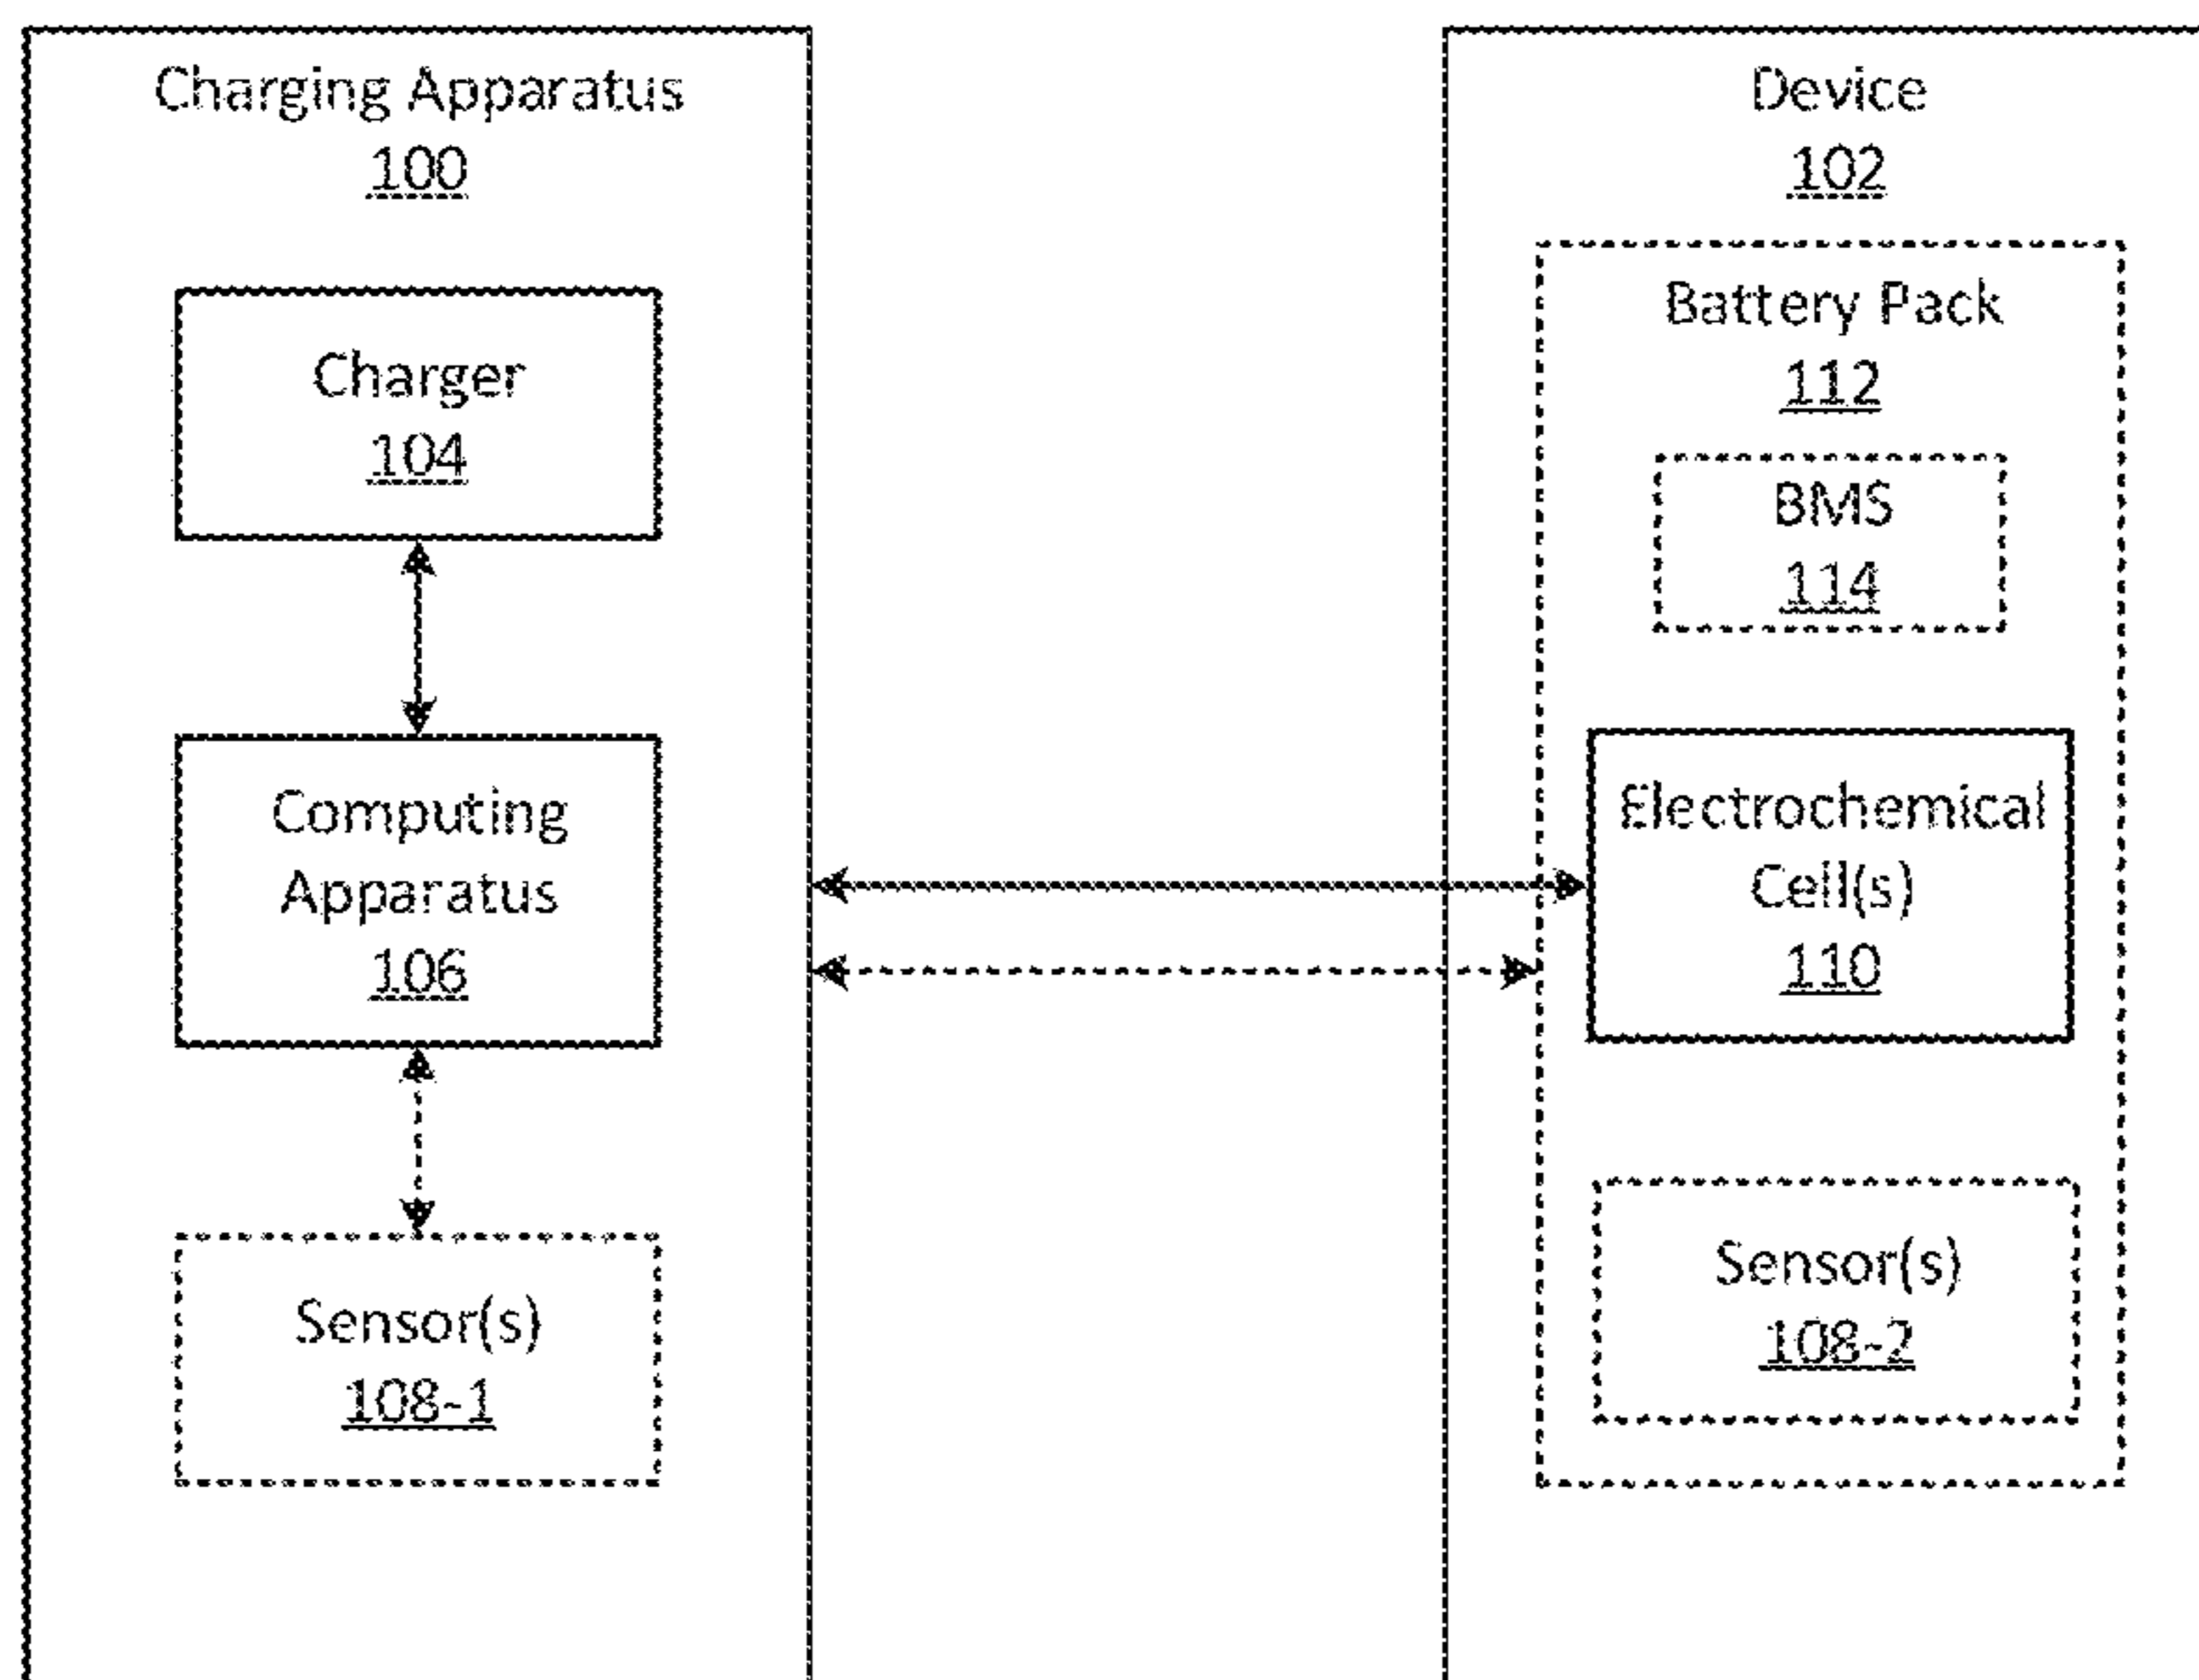 Charging Apparatus
100
Charger
104
Computing
Apparatus
106
Sensor(s)
108-1
Device
102
Battery Pack
112
BMS
114
Electrochemical
Cell(s)
110
Sensor(s)
108-2